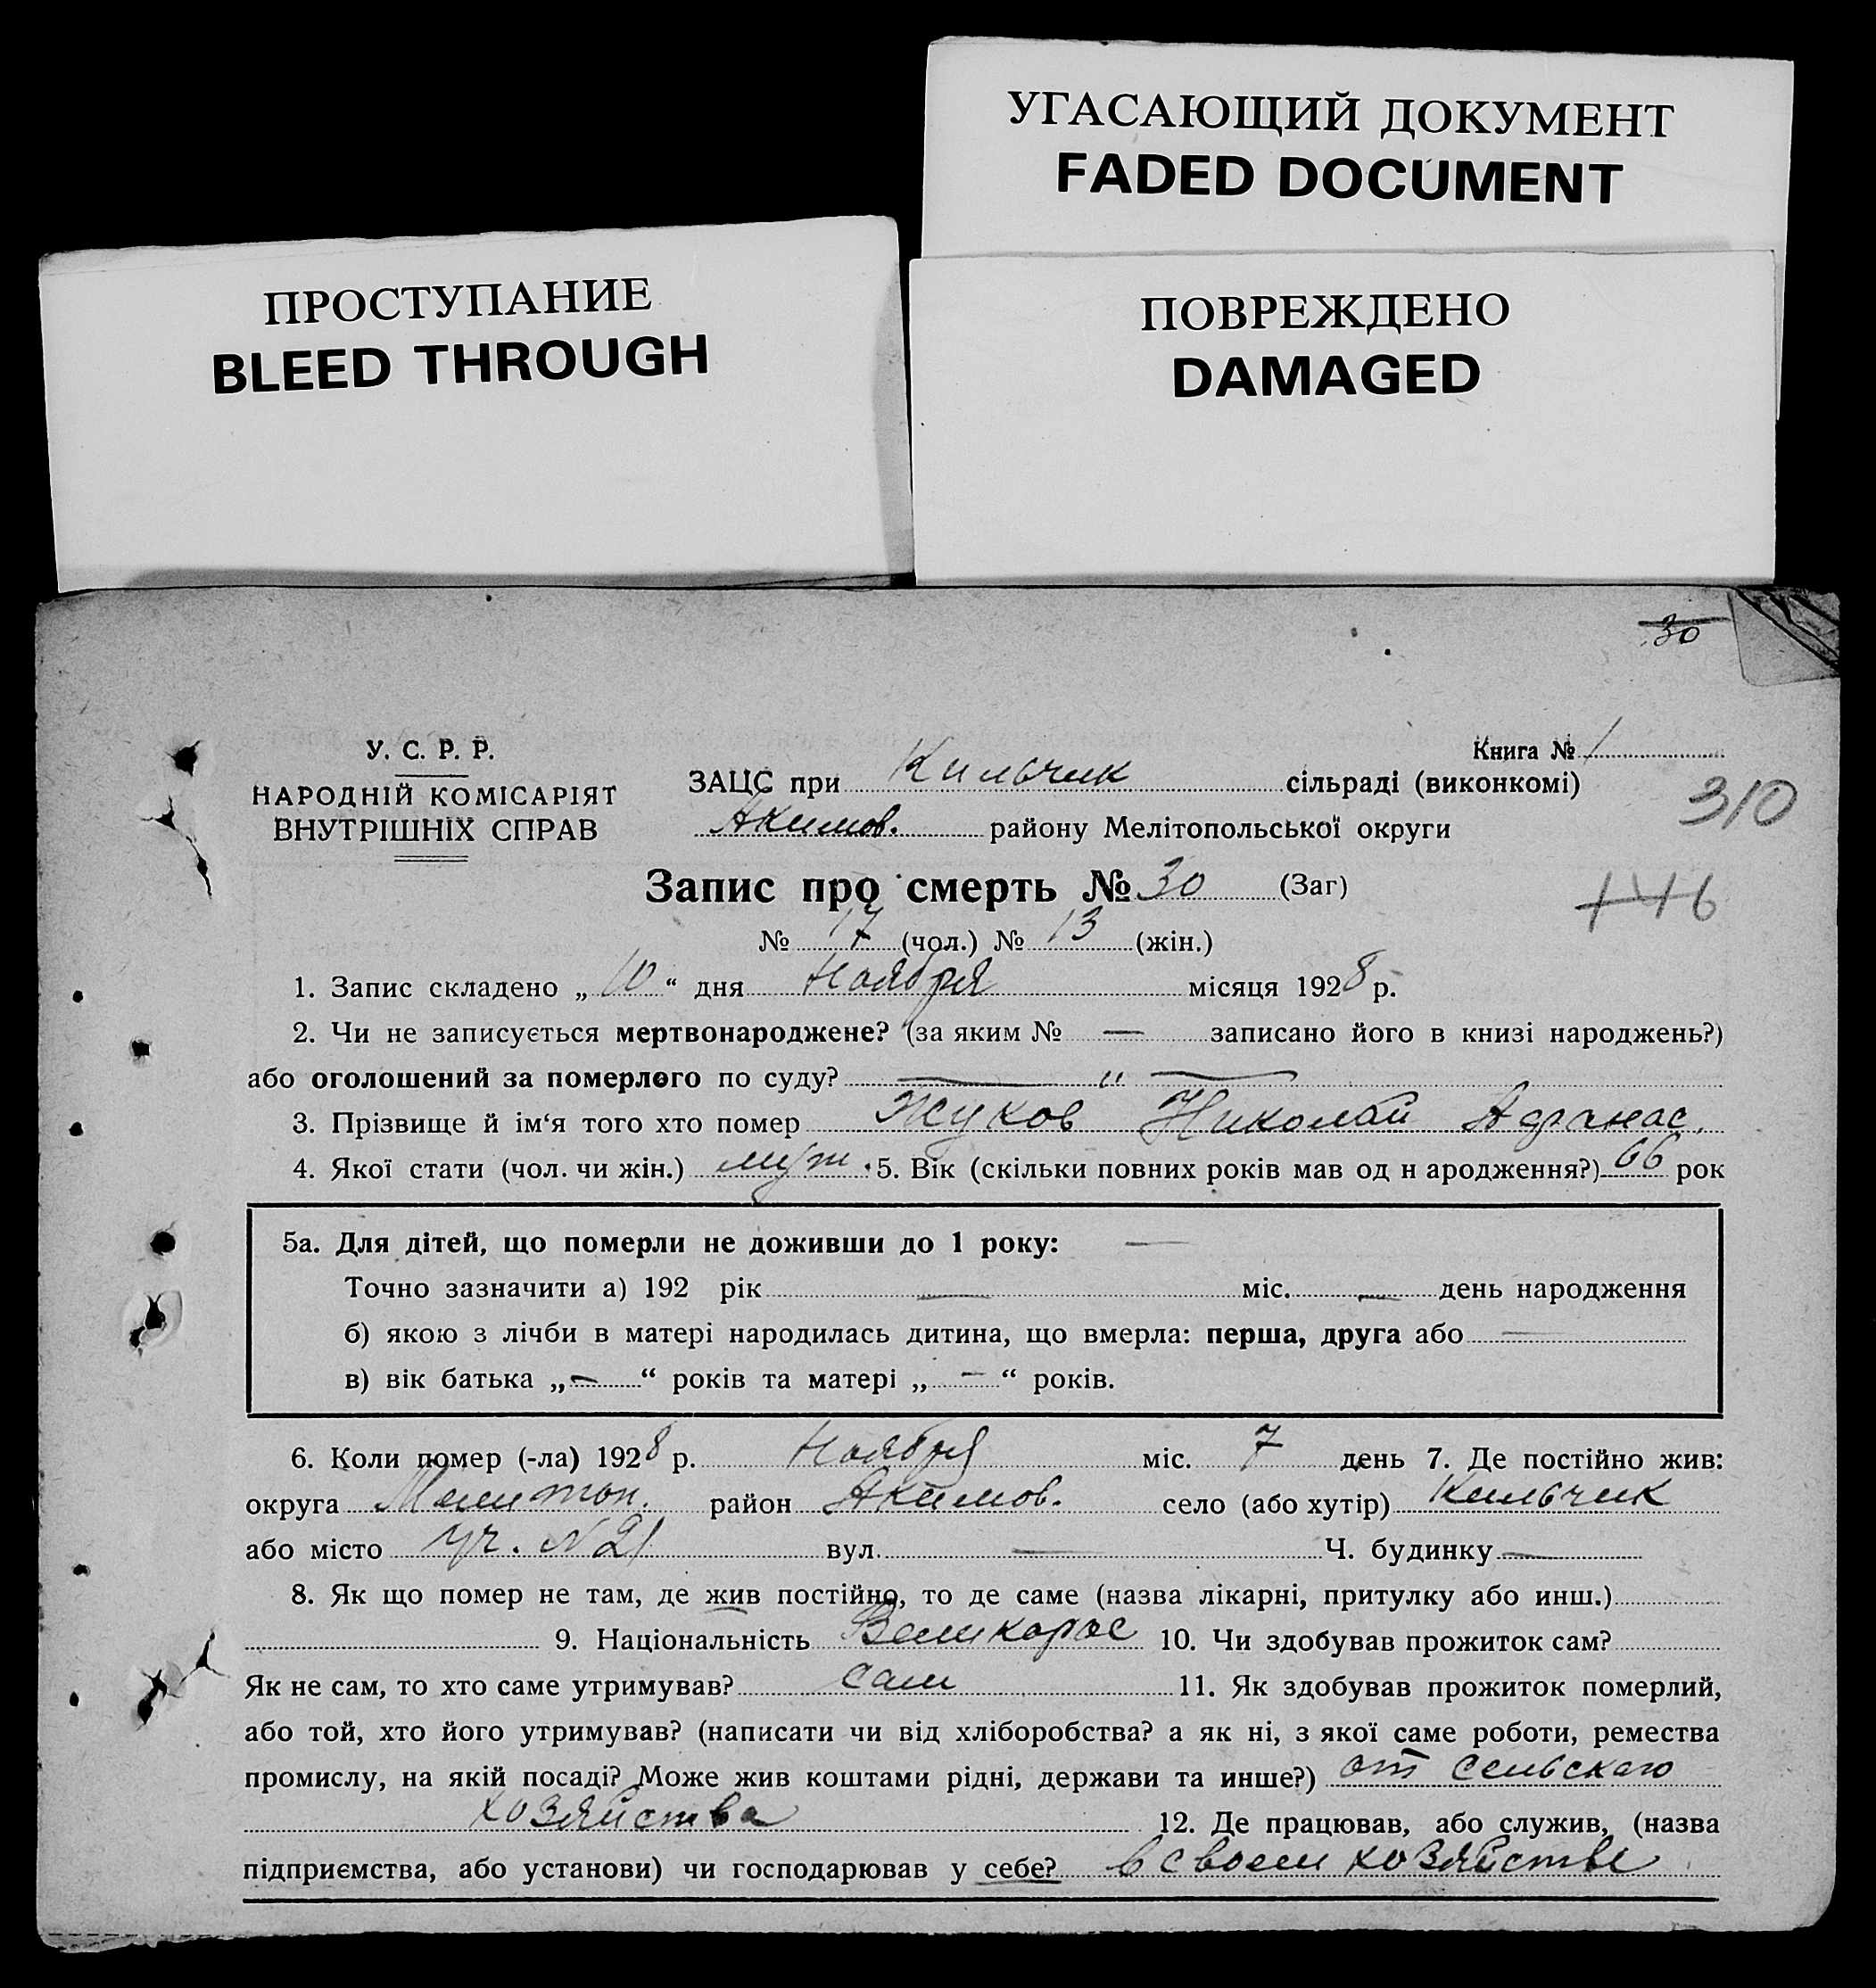 УГАСАЮЩИЙ ДОКУМЕНТ
FADED DOCUMENT
ПРОСТУПАНИЕ
BLEED THROUGH
ПОВРЕЖДЕНО
DAMAGED
30
У. С. Р. Р.
НАРОДНІЙ КОМІСАРІЯТ
ВНУТРІШНІХ СПРАВ
Книга № 1
ЗАЦС при Кильчик сільраді (виконкомі)
310
Акимов. району Мелітопольської округи
Запис про смерть № 30 (Заг)
146
№ 17 (чол.) № 13 (жін.)
1. Запис складено „ 10 “ дня Ноября місяця 1928 р.
2. Чи не записується мертвонароджене? (за яким № — записано його в книзі народжень?)
або оголошений за померлого по суду? — „ —
3. Прізвище й ім‘я того хто помер Жуков Николай Афанас.
4. Якої стати (чол. чи жін.) муж. 5. Вік (скільки повних років мав од н ародження?) 66 рок
5а. Для дітей, що померли не доживши до 1 року: —
Точно зазначити а) 192 рік — міс. — день народження
б) якою з лічби в матері народилась дитина, що вмерла: перша, друга або —
в) вік батька „ — “ років та матері „ — “ років.
6. Коли помер (-ла) 1928 р. Ноября міс. 7 день 7. Де постійно жив:
округа Мелитоп. район Акимов. село (або хутір) Кильчик
або місто уч. №21 вул. — Ч. будинку —
8. Як що помер не там, де жив постійно, то де саме (назва лікарні, притулку або инш.)
— 9. Національність Великорос 10. Чи здобував прожиток сам?
Як не сам, то хто саме утримував? сам 11. Як здобував прожиток померлий,
або той, хто його утримував? (написати чи від хліборобства? а як ні, з якої саме роботи, ремества
промислу, на якій посаді? Може жив коштами рідні, держави та инше?) от сельскаго
хозяйства 12. Де працював, або служив, (назва
підприємства, або установи) чи господарював у себе? в своем хозяйстве